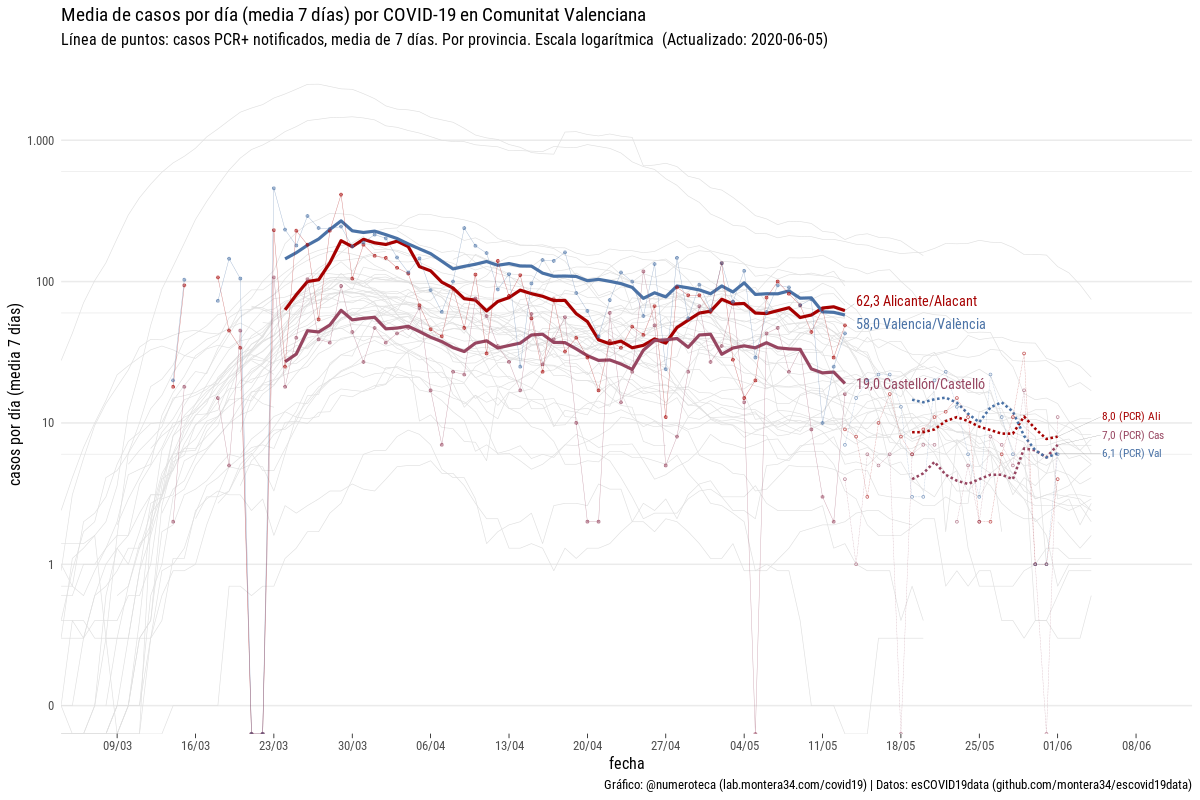 Media de casos por día (media 7 días) por COVID-19 en Comunitat Valenciana
Línea de puntos: casos PCR+ notificados, media de 7 días. Por provincia. Escala logarítmica  (Actualizado: 2020-06-05)
casos por día (media 7 días)
1.000
100
10
1
0
62,3 Alicante/Alacant
58,0 Valencia/València
19,0 Castellón/Castelló
8,0 (PCR) Ali
7,0 (PCR) Cas
6,1 (PCR) Val
09/03 16/03 23/03 30/03 06/04 13/04 20/04 27/04 04/05 11/05 18/05 25/05 01/06 08/06
fecha
Gráfico: @numeroteca (lab.montera34.com/covid19) | Datos: esCOVID19data (github.com/montera34/escovid19data)